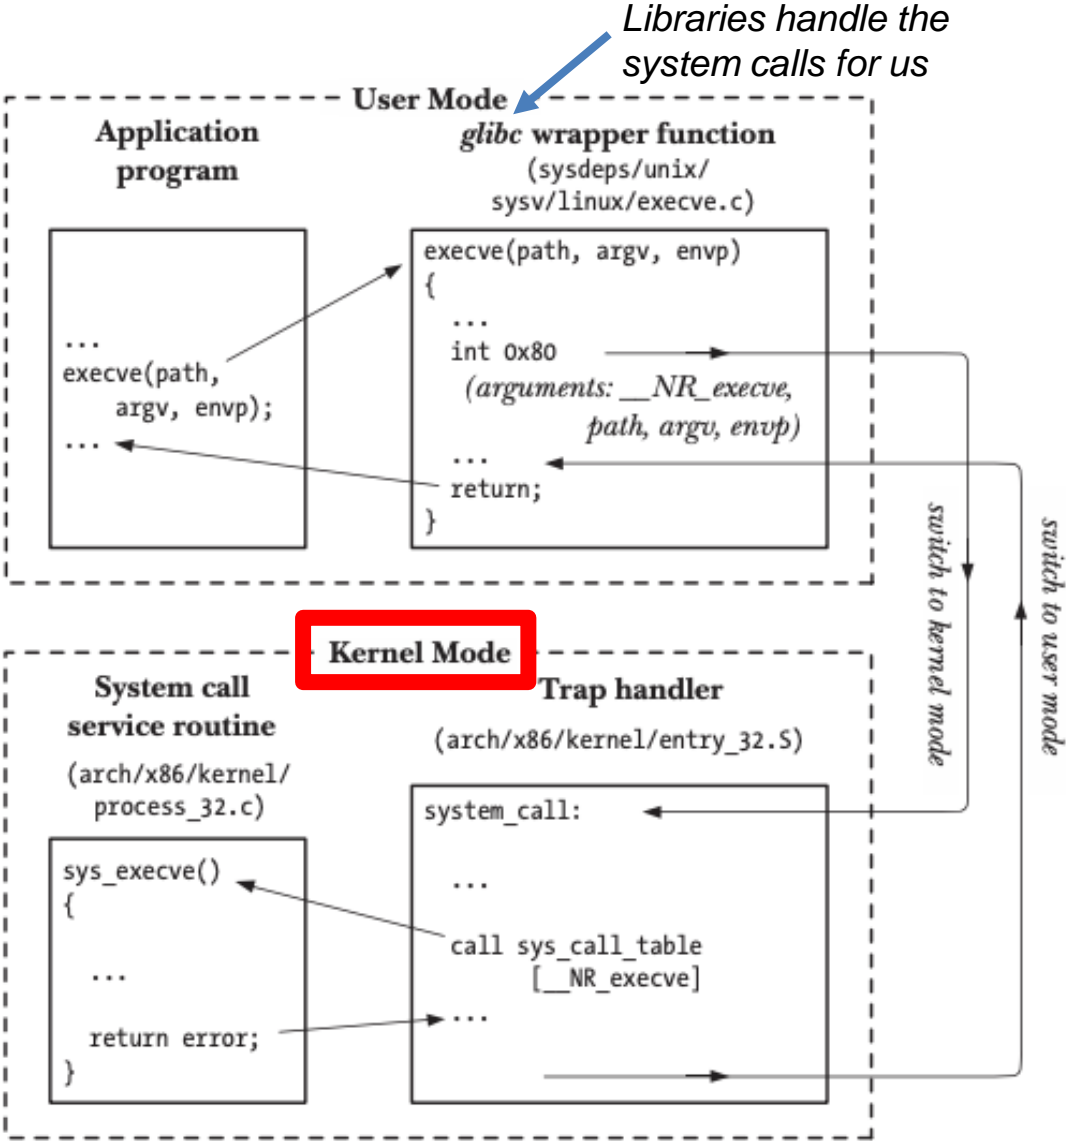 Libraries handle the
system calls for us
User Mode
Application
program
glibc wrapper function
(sysdeps/unix/
sysv/linux/execve.c)
...
execve(path,
argv, envp);
...
execve(path, argv, envp)
{
...
int 0x80
(arguments: __NR_execve,
path, argv, envp)
...
return;
}
switch to kernel mode
switch to user mode
Kernel Mode
System call
service routine
(arch/x86/kernel/
process_32.c)
Trap handler
(arch/x86/kernel/entry_32.S)
sys_execve()
{
...
return error;
}
system_call:
...
call sys_call_table
[__NR_execve]
...